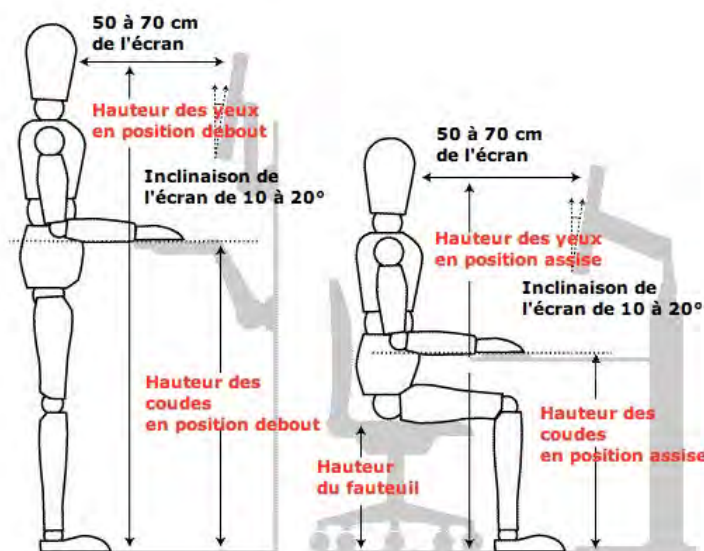 50 à 70 cm
de l'écran
Hauteur des yeux
en position debout
Inclinaison de
l'écran de 10 à 20°
Hauteur des
coudes
en position debout
50 à 70 cm
de l'écran
Hauteur des yeux
en position assise
Inclinaison de
l'écran de 10 à 20°
Hauteur des
coudes
en position assise
Hauteur
du fauteuil